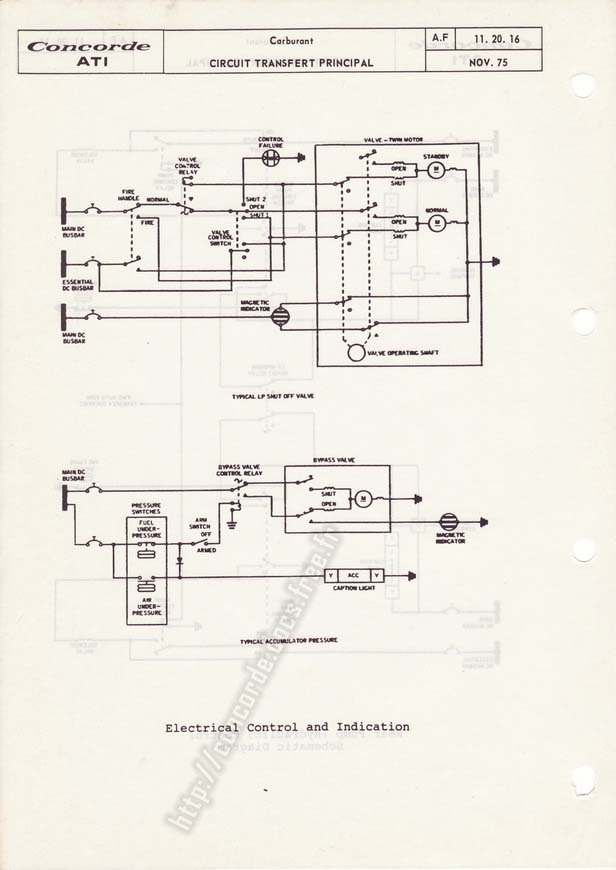 Concorde
ATI
Carburant
CIRCUIT TRANSFERT PRINCIPAL
A.F
11. 20. 16
NOV. 75
CONTROL
FAILURE
VALVE - TWIN MOTOR
VALVE
CONTROL
RELAY
STANDBY
OPEN
M
SHUT
FIRE
HANDLE
NORMAL
SHUT 2
OPEN
SHUT 1
FIRE
MAIN DC
BUSBAR
VALVE
CONTROL
SWITCH
NORMAL
OPEN
M
SHUT
ESSENTIAL
DC BUSBAR
MAGNETIC
INDICATOR
MAIN DC
BUSBAR
VALVE OPERATING SHAFT
TYPICAL LP SHUT OFF VALVE
MAIN DC
BUSBAR
BYPASS VALVE
CONTROL RELAY
BYPASS VALVE
SHUT
OPEN
M
PRESSURE
SWITCHES
FUEL
UNDER-
PRESSURE
ARM
SWITCH
OFF
ARMED
MAGNETIC
INDICATOR
Y ACC Y
CAPTION LIGHT
AIR
UNDER-
PRESSURE
TYPICAL ACCUMULATOR PRESSURE
Electrical Control and Indication
http://concorde.docs.free.fr